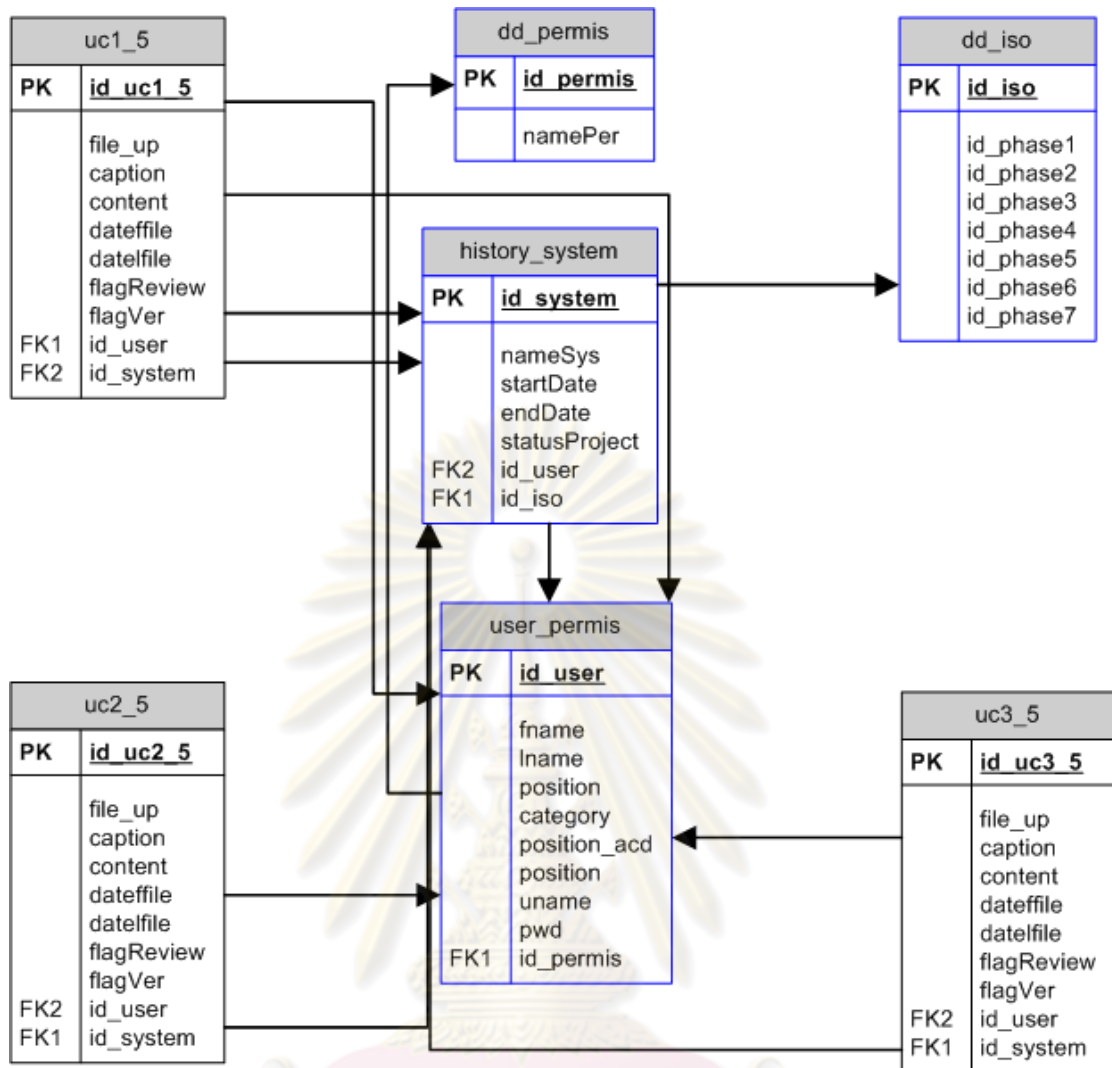 uc1_5
PK id_uc1_5
file_up
caption
content
dateffile
datelfile
flagReview
flagVer
FK1 id_user
FK2 id_system
dd_permis
PK id_permis
namePer
dd_iso
PK id_iso
id_phase1
id_phase2
id_phase3
id_phase4
id_phase5
id_phase6
id_phase7
history_system
PK id_system
nameSys
startDate
endDate
statusProject
FK2 id_user
FK1 id_iso
user_permis
PK id_user
fname
lname
position
category
position_acd
position
uname
pwd
FK1 id_permis
uc2_5
PK id_uc2_5
file_up
caption
content
dateffile
datelfile
flagReview
flagVer
FK2 id_user
FK1 id_system
uc3_5
PK id_uc3_5
file_up
caption
content
dateffile
datelfile
flagReview
flagVer
FK2 id_user
FK1 id_system